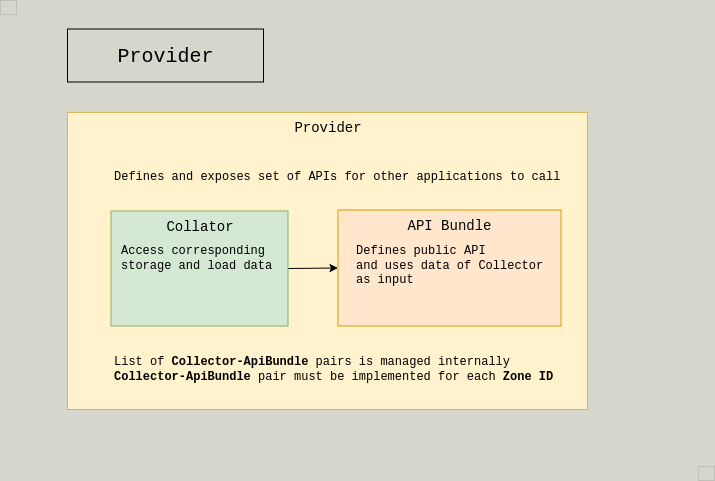 Provider
Provider
Defines and exposes set of APIs for other applications to call
Collator
Access corresponding
storage and load data
API Bundle
Defines public API
and uses data of Collector
as input
List of Collector-ApiBundle pairs is managed internally
Collector-ApiBundle pair must be implemented for each Zone ID